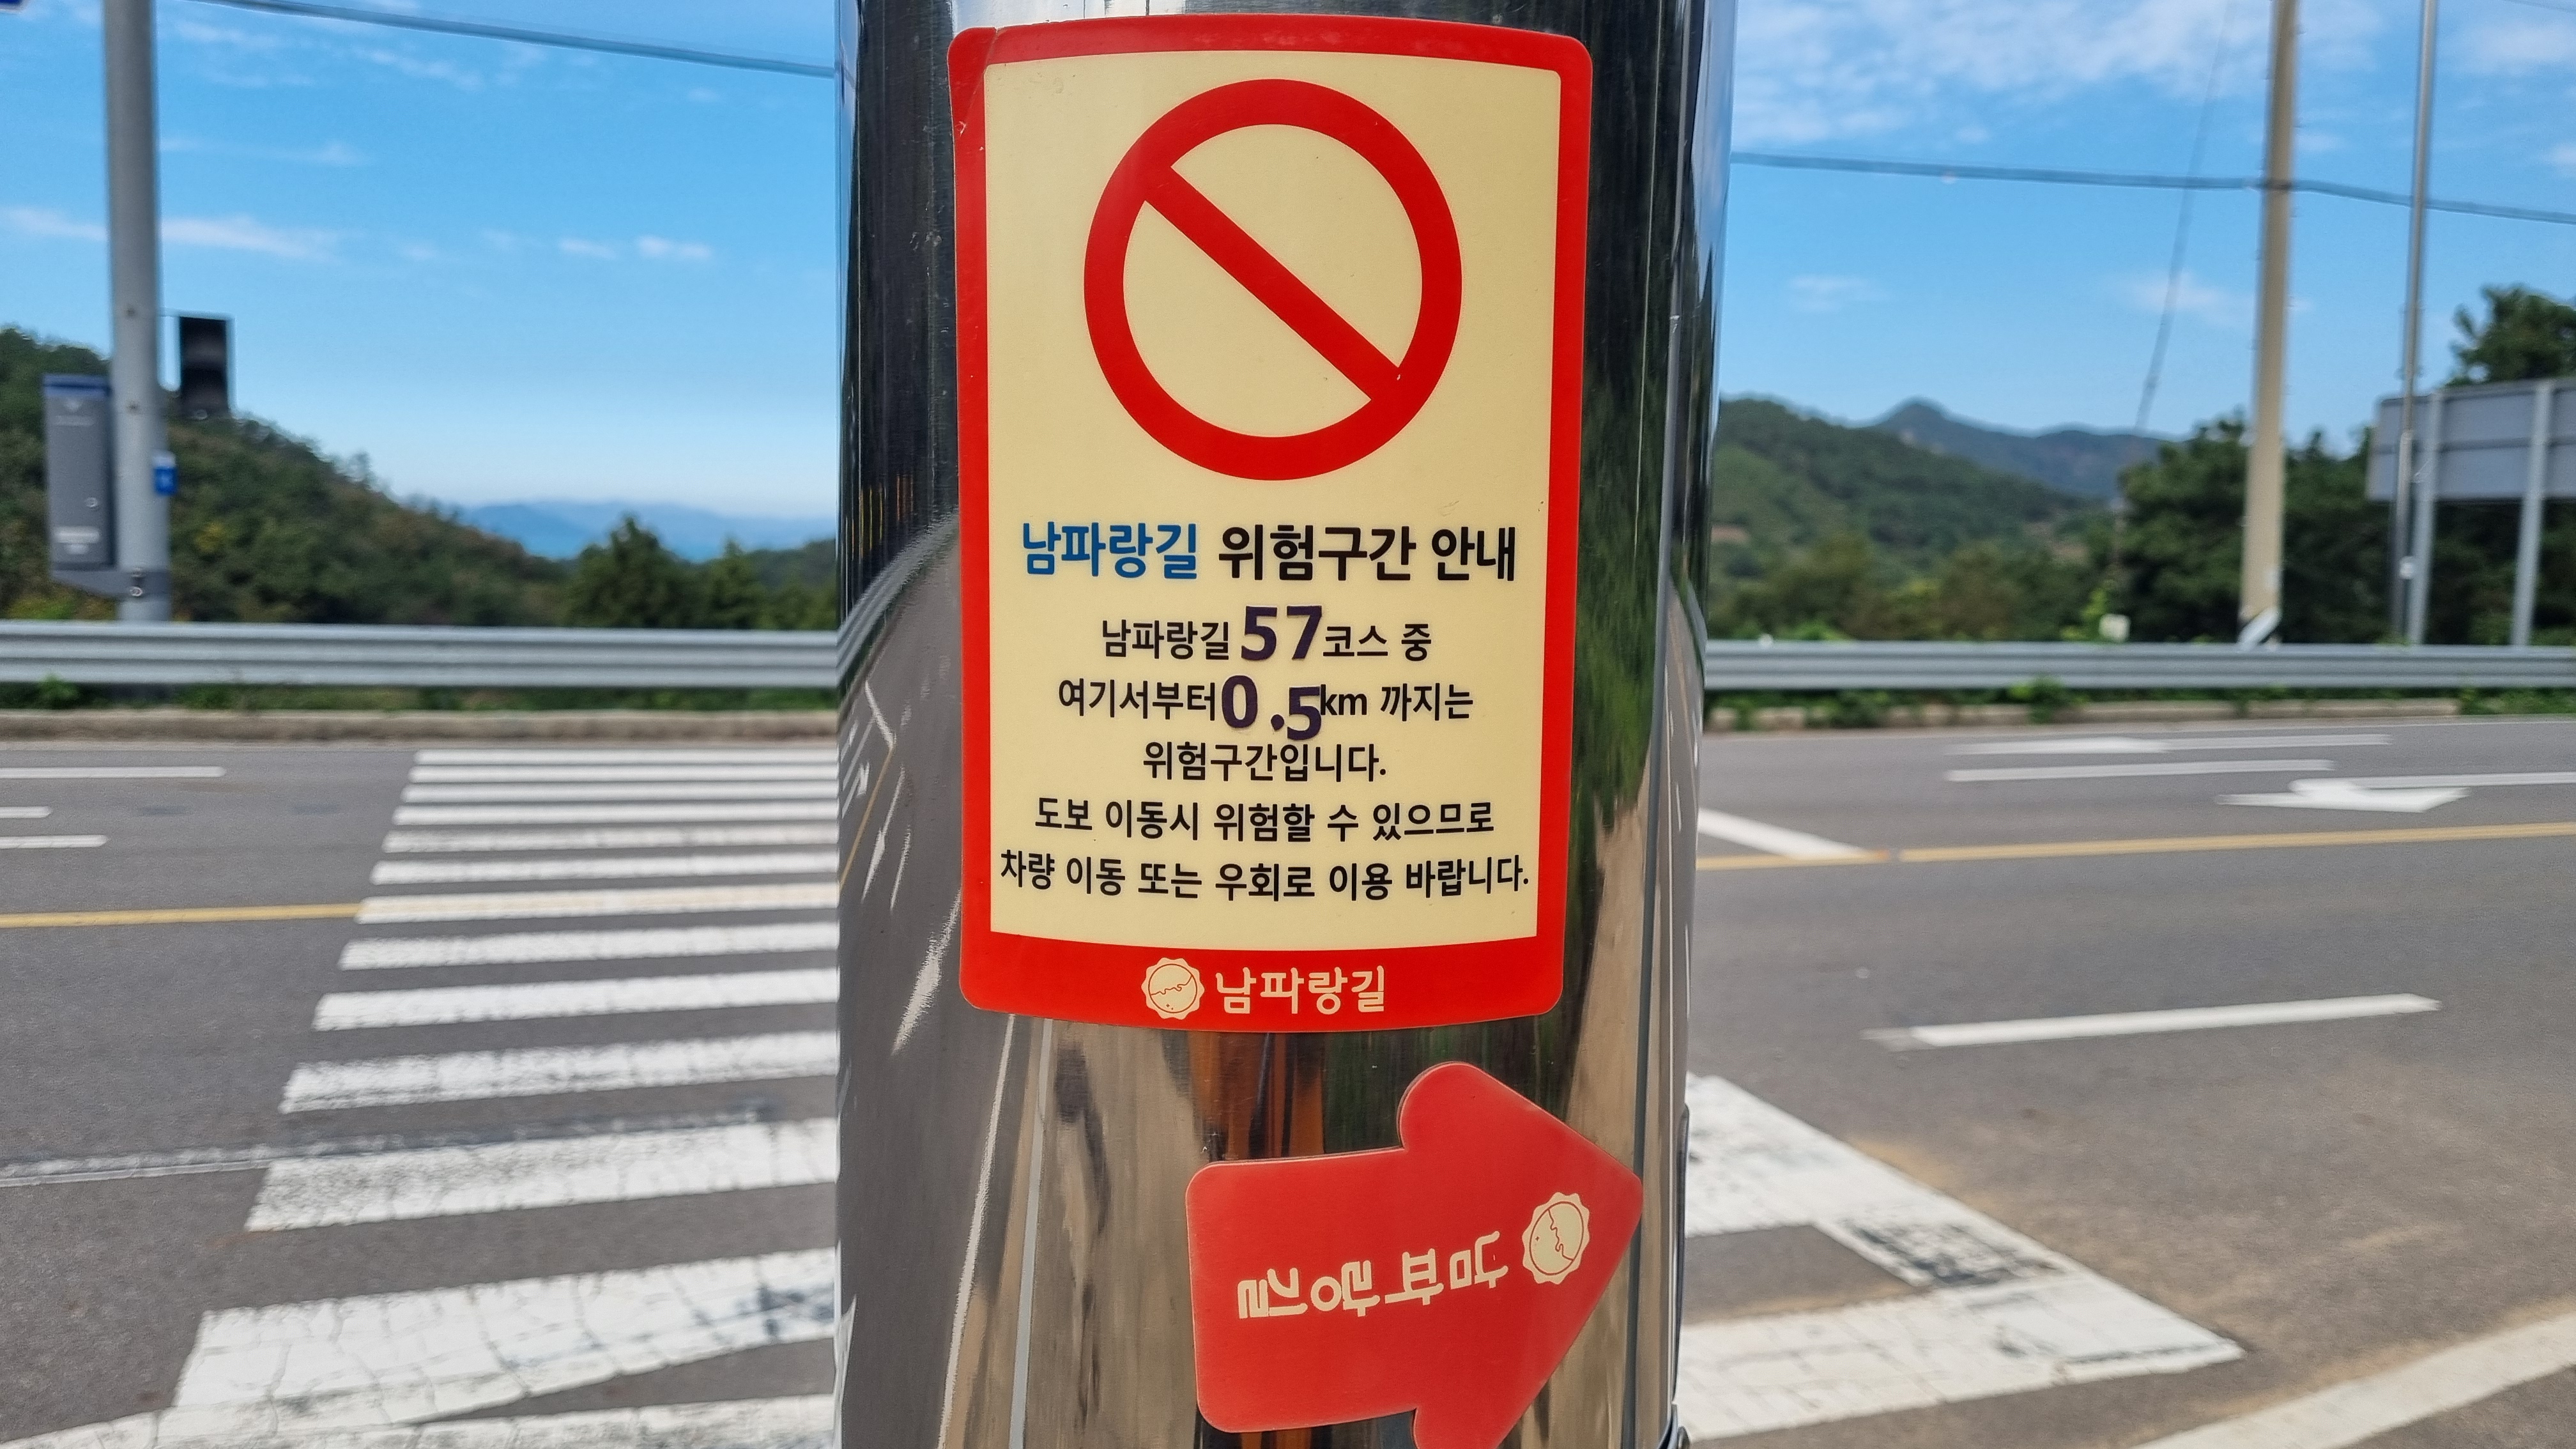 남파랑길 위험구간 안내
남파랑길 57코스 중
여기서부터0.5km 까지는
위험구간입니다.
도보 이동시 위험할 수 있으므로
차량 이동 또는 우회로 이용 바랍니다.
남파랑길
남파랑길